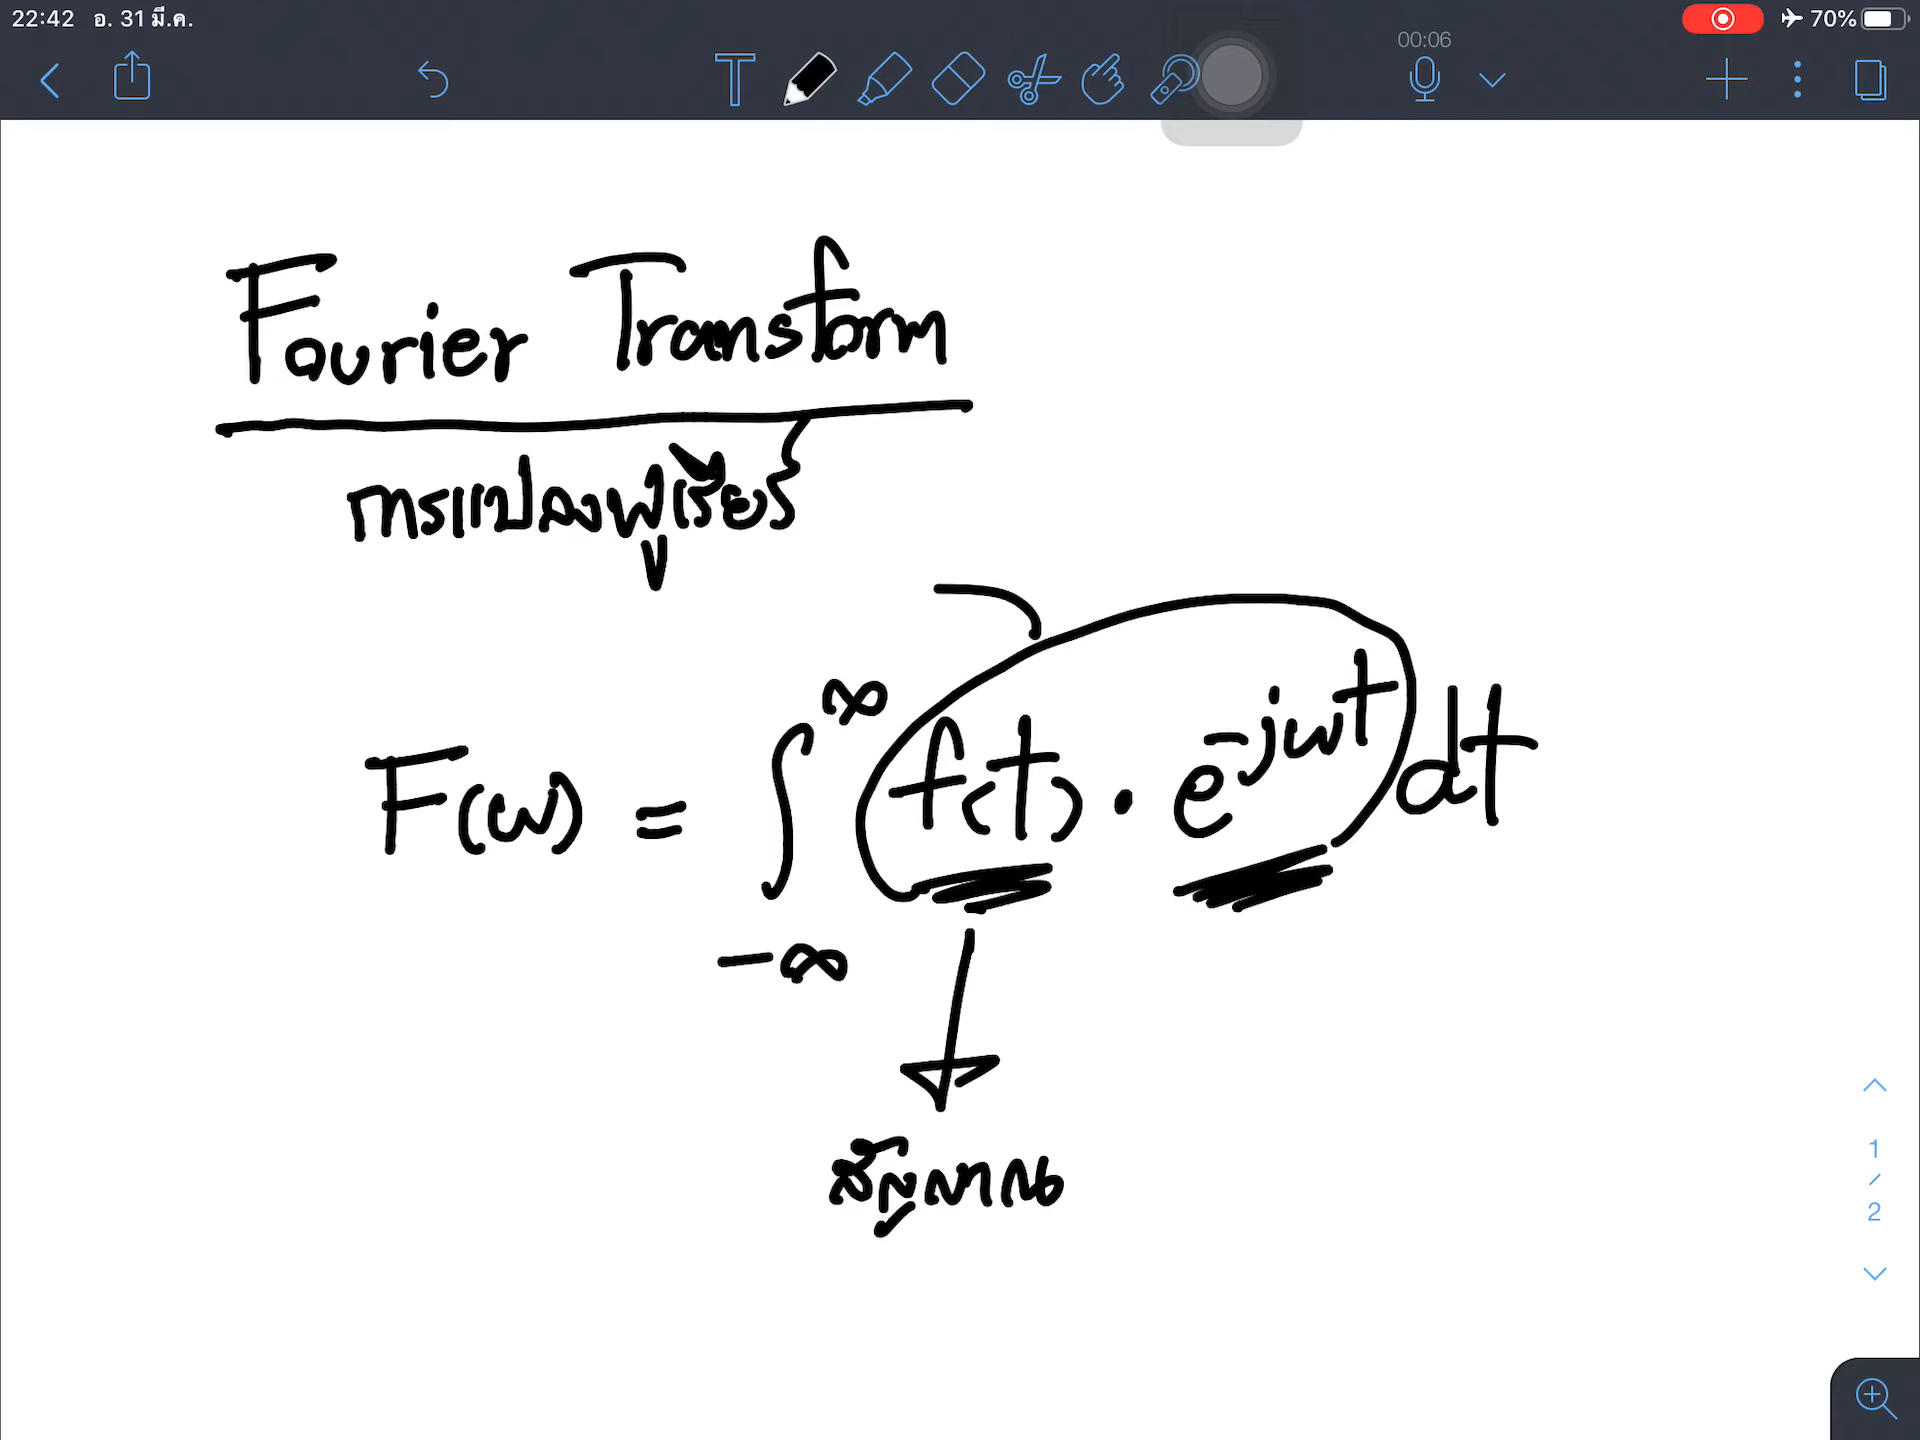 22:42 อ. 31 มี.ค.
70%
00:06
Fourier Transform
การแปลงฟูเรียร์
F(ω) = ∫_{-∞}^{∞} f(t) · e^{-jωt} dt
สัญญาณ
1
/
2